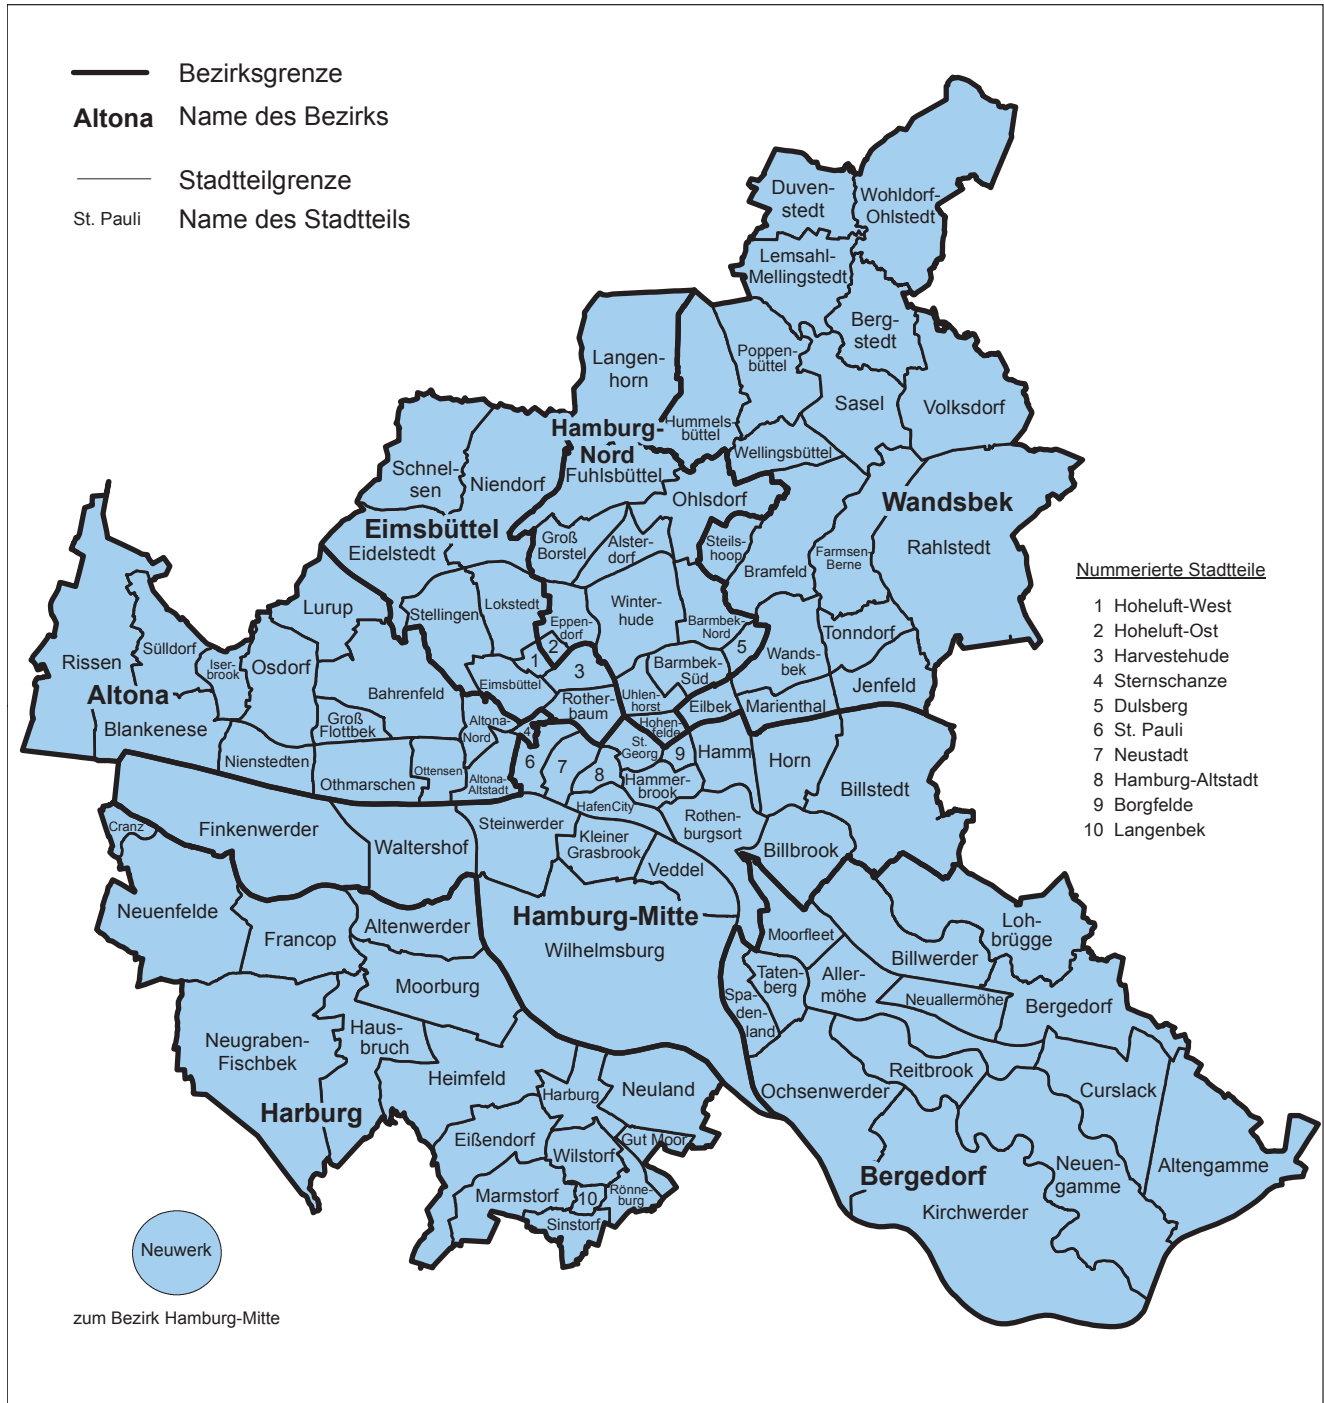 Bezirksgrenze
Altona Name des Bezirks
Stadtteilgrenze
St. Pauli Name des Stadtteils
Duven-
stedt
Wohldorf-
Ohlstedt
Lemsahl-
Mellingstedt
Berg-
stedt
Poppen-
büttel
Langen-
horn
Sasel
Volksdorf
Hummels-
büttel
Hamburg-
Nord
Wellingsbüttel
Fuhlsbüttel
Schnel-
sen
Niendorf
Ohlsdorf
Wandsbek
Eimsbüttel
Eidelstedt
Groß
Borstel
Alster-
dorf
Steils-
hoop
Bramfeld
Farmsen-
Berne
Rahlstedt
Lurup
Stellingen
Lokstedt
Eppen-
dorf
Winter-
hude
Barmbek-
Nord
5
Tonndorf
Wands-
bek
Rissen
Sülldorf
Iser-
brook
Osdorf
2
1
3
Barmbek-
Süd
Jenfeld
Altona
Blankenese
Bahrenfeld
Eimsbüttel
Rother-
baum
Uhlen-
horst
Eilbek
Marienthal
Groß
Flottbek
Altona-
Nord
4
Hohen-
felde
St.
Georg
9
Hamm
Horn
Nienstedten
Othmarschen
Ottensen
Altona-
Altstadt
6
7
8
Hammer-
brook
Billstedt
HafenCity
Cranz
Finkenwerder
Waltershof
Steinwerder
Kleiner
Grasbrook
Rothen-
burgsort
Billbrook
Veddel
Neuenfelde
Francop
Altenwerder
Hamburg-Mitte
Wilhelmsburg
Moorfleet
Loh-
brügge
Billwerder
Moorburg
Spa-
den-
land
Taten-
berg
Aller-
möhe
Neuallermöhe
Bergedorf
Neugraben-
Fischbek
Haus-
bruch
Heimfeld
Harburg
Neuland
Ochsenwerder
Reitbrook
Curslack
Harburg
Eißendorf
Wilstorf
Gut Moor
Altengamme
Neuen-
gamme
Bergedorf
Kirchwerder
Marmstorf
10
Rönne-
burg
Sinstorf
Neuwerk
zum Bezirk Hamburg-Mitte
Nummerierte Stadtteile
1 Hoheluft-West
2 Hoheluft-Ost
3 Harvestehude
4 Sternschanze
5 Dulsberg
6 St. Pauli
7 Neustadt
8 Hamburg-Altstadt
9 Borgfelde
10 Langenbek